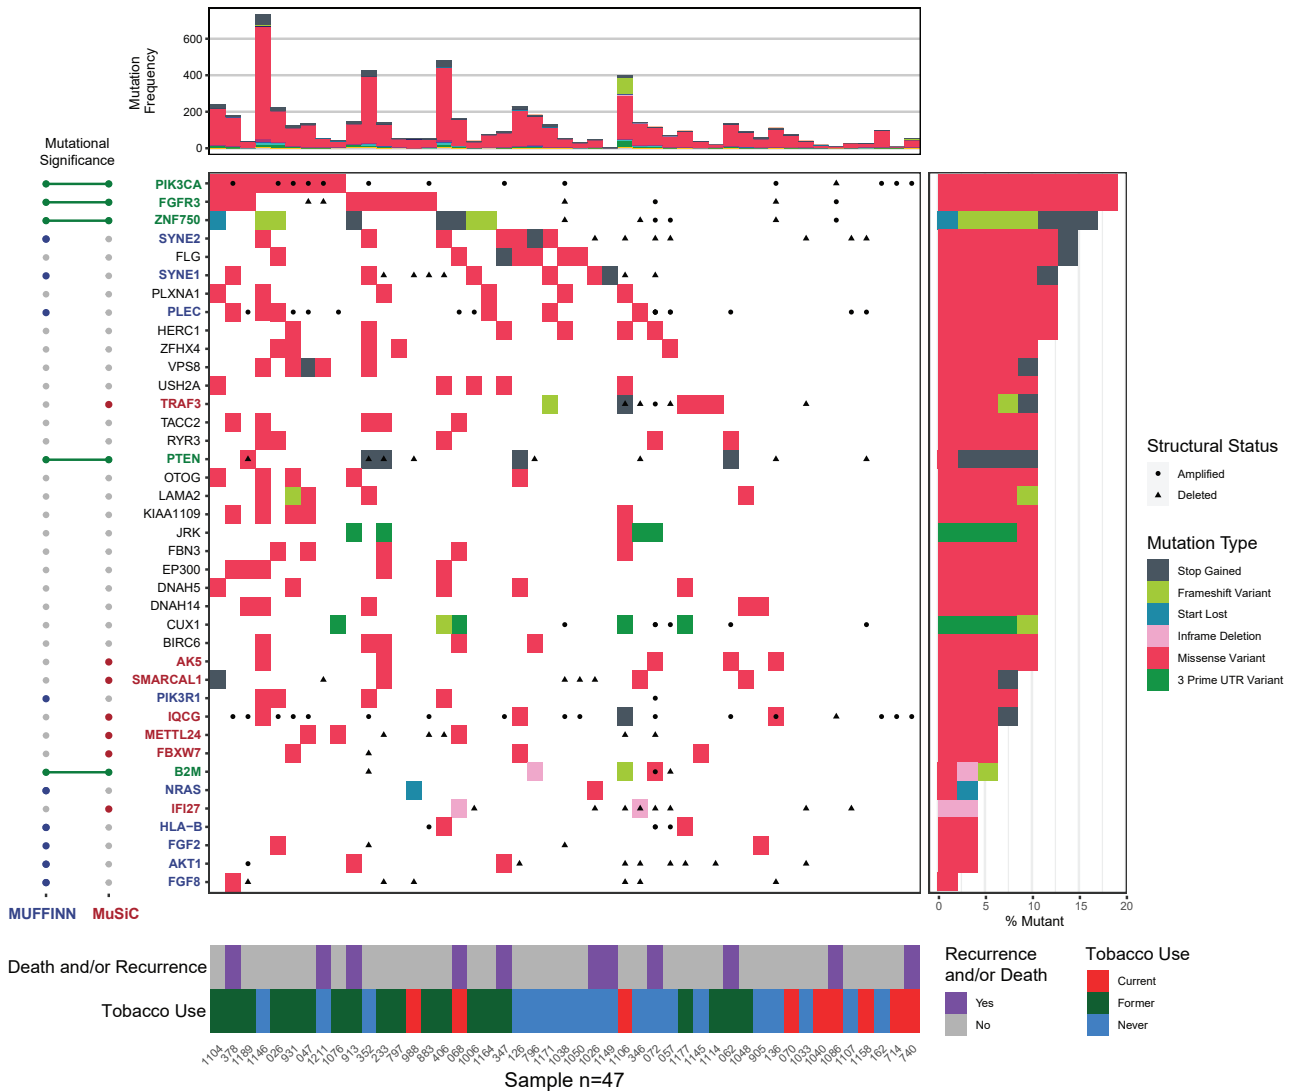 Mutation
Frequency
600
400
200
0
Mutational
Significance
PIK3CA
FGFR3
ZNF750
SYNE2
FLG
SYNE1
PLXNA1
PLEC
HERC1
ZFHX4
VPS8
USH2A
TRAF3
TACC2
RYR3
PTEN
OTOG
LAMA2
KIAA1109
JRK
FBN3
EP300
DNAH5
DNAH14
CUX1
BIRC6
AK5
SMARCAL1
PIK3R1
IQCG
METTL24
FBXW7
B2M
NRAS
IFI27
HLA−B
FGF2
AKT1
FGF8
MUFFINN MuSiC
0 5 10 15 20
% Mutant
Structural Status
Amplified
Deleted
Mutation Type
Stop Gained
Frameshift Variant
Start Lost
Inframe Deletion
Missense Variant
3 Prime UTR Variant
Death and/or Recurrence
Tobacco Use
Recurrence
and/or Death
Yes
No
Tobacco Use
Current
Former
Never
1104 378 1189 1146 026 931 047 1211 1076 913 352 233 797 988 883 406 068 1006 1164 347 126 796 1171 1038 1050 1026 1149 1106 346 072 057 1177 1145 1114 062 1048 905 136 070 1033 1040 1086 1107 1158 162 714 740
Sample n=47